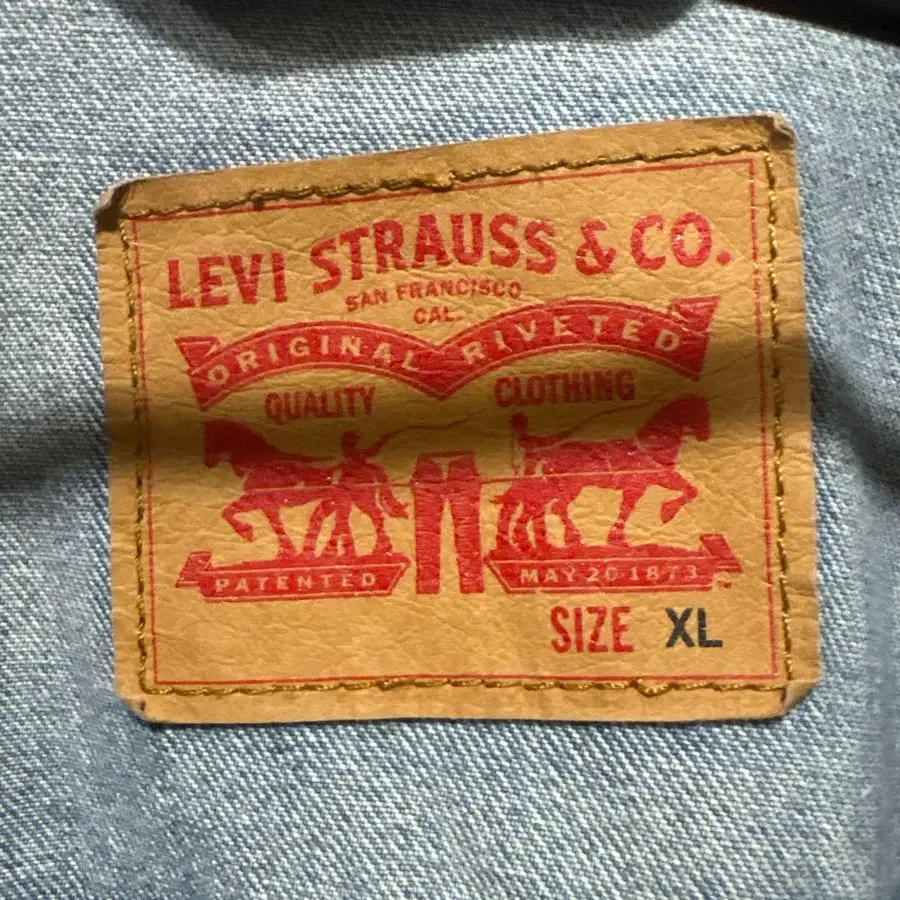 LEVI STRAUSS & CO.
SAN FRANCISCO
CAL.
ORIGINAL RIVETED
QUALITY CLOTHING
PATENTED MAY 20 1873
SIZE XL